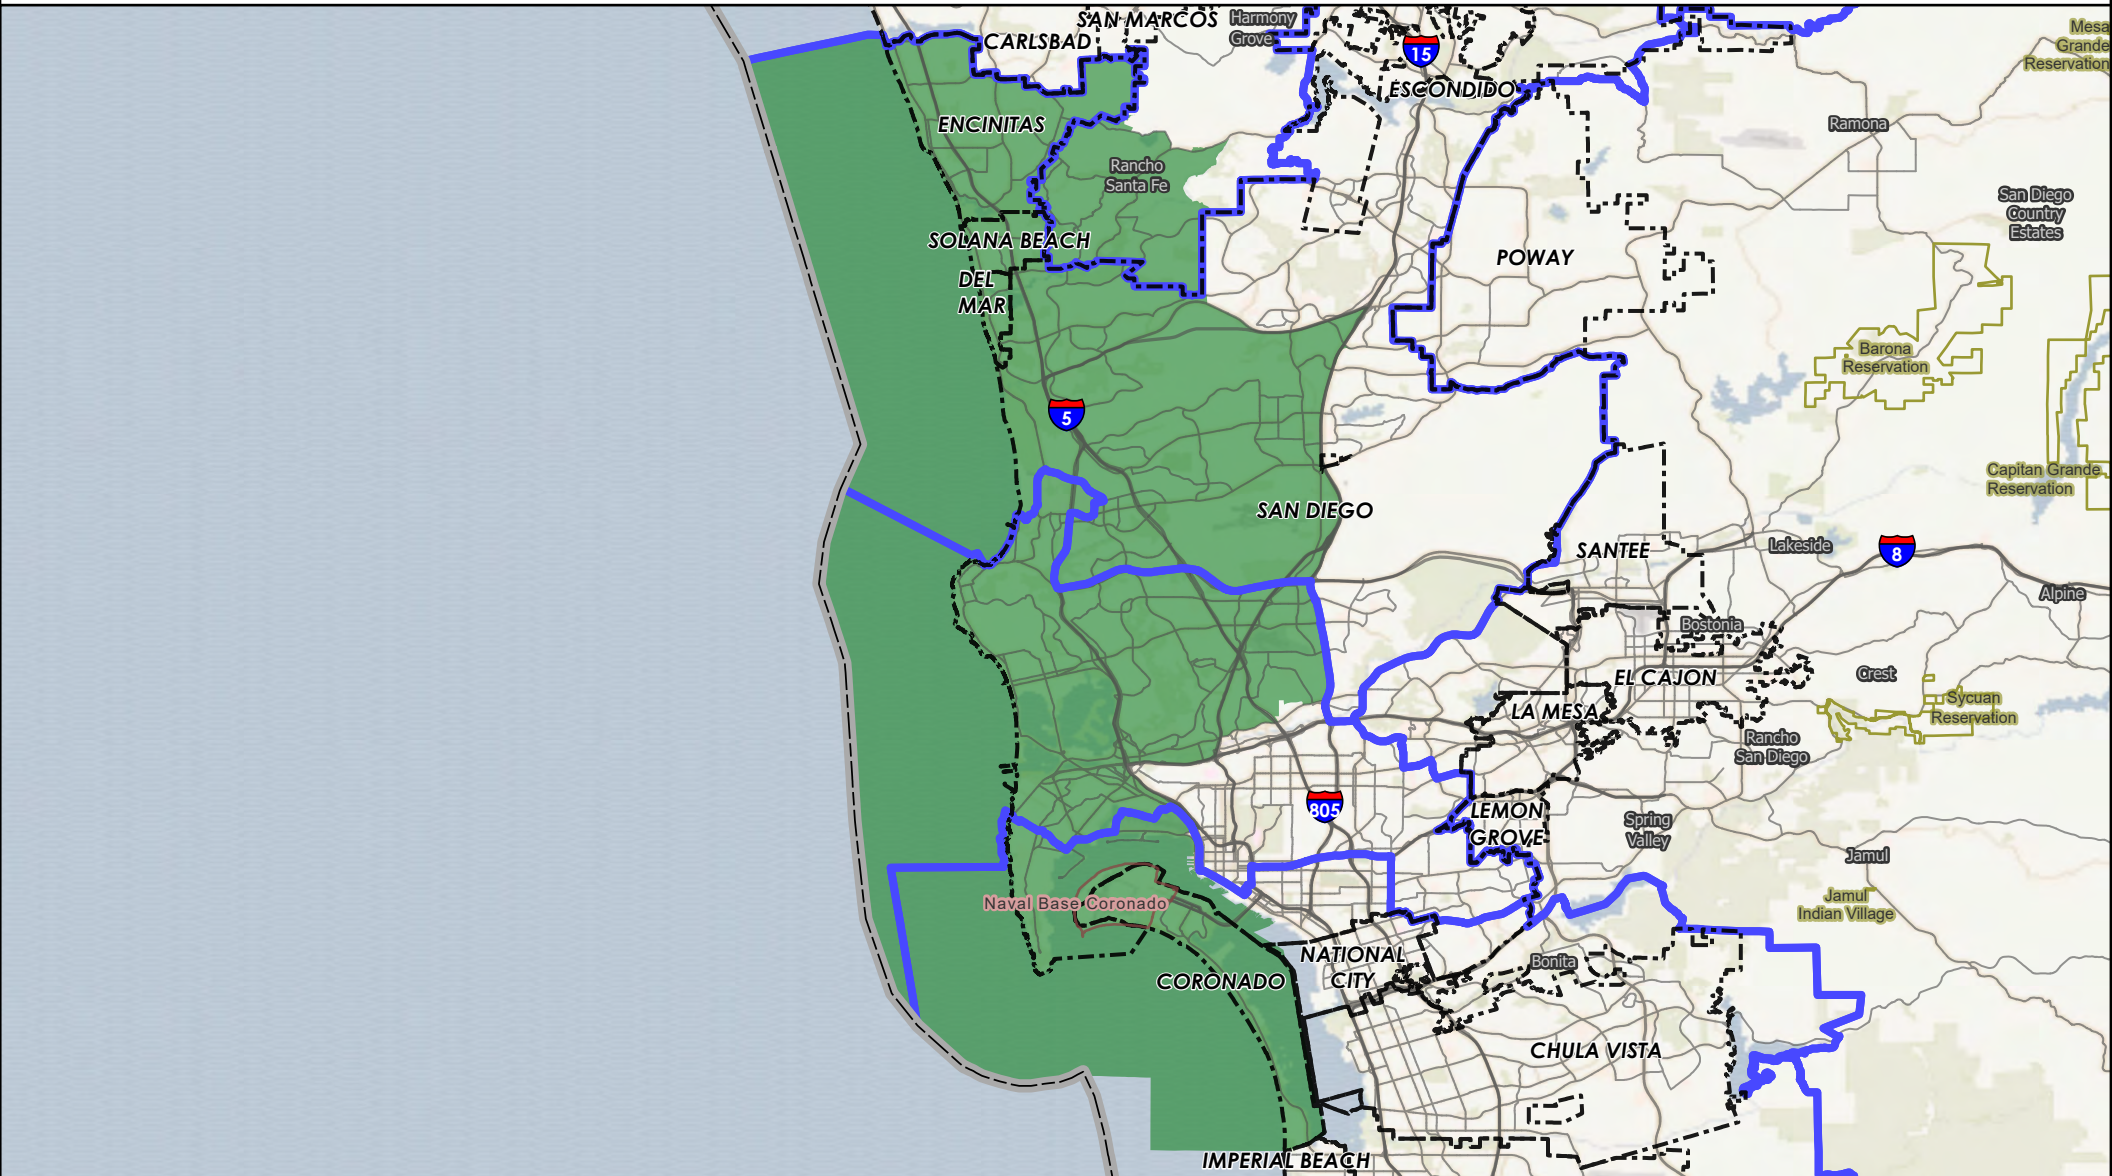 SAN MARCOS
Harmony
Grove
CARLSBAD
15
ESCONDIDO
Mesa
Grande
Reservation
ENCINITAS
Ramona
Rancho
Santa Fe
San Diego
Country
Estates
SOLANA BEACH
POWAY
DEL
MAR
Barona
Reservation
5
Capitan Grande
Reservation
SAN DIEGO
SANTEE
Lakeside
8
Alpine
Bostonia
EL CAJON
Crest
LA MESA
Sycuan
Reservation
Rancho
San Diego
805
LEMON
GROVE
Spring
Valley
Jamul
Jamul
Indian Village
Naval Base Coronado
NATIONAL
CITY
Bonita
CORONADO
CHULA VISTA
IMPERIAL BEACH